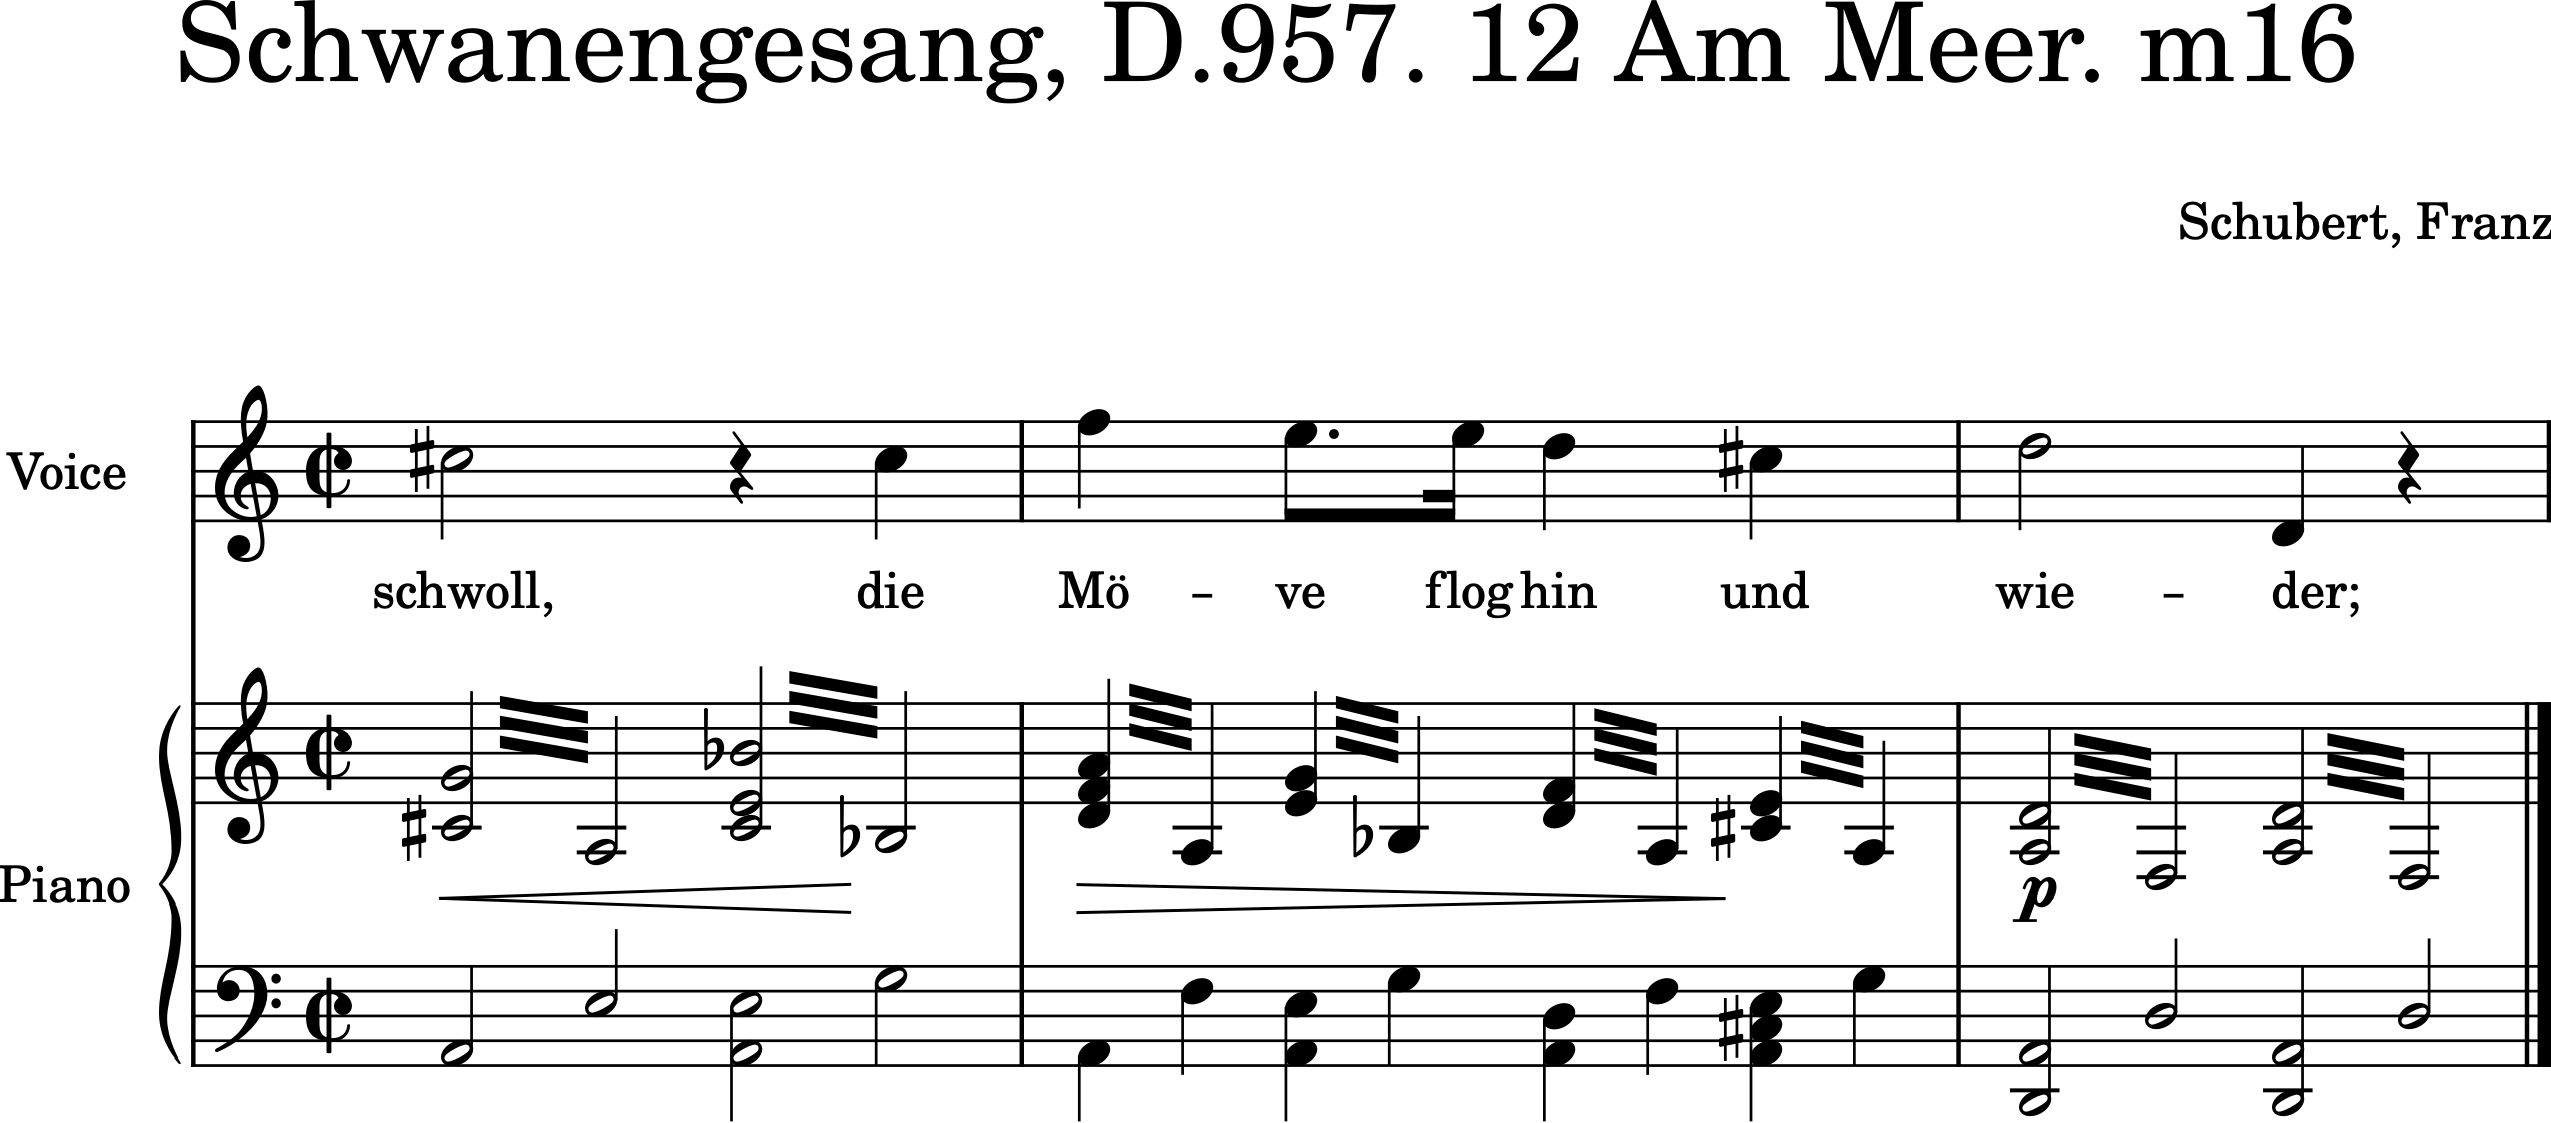 Schwanengesang, D.957. 12 Am Meer. m16
Schubert, Franz
Voice
schwoll, die Mö – ve flog hin und wie – der;
Piano
p